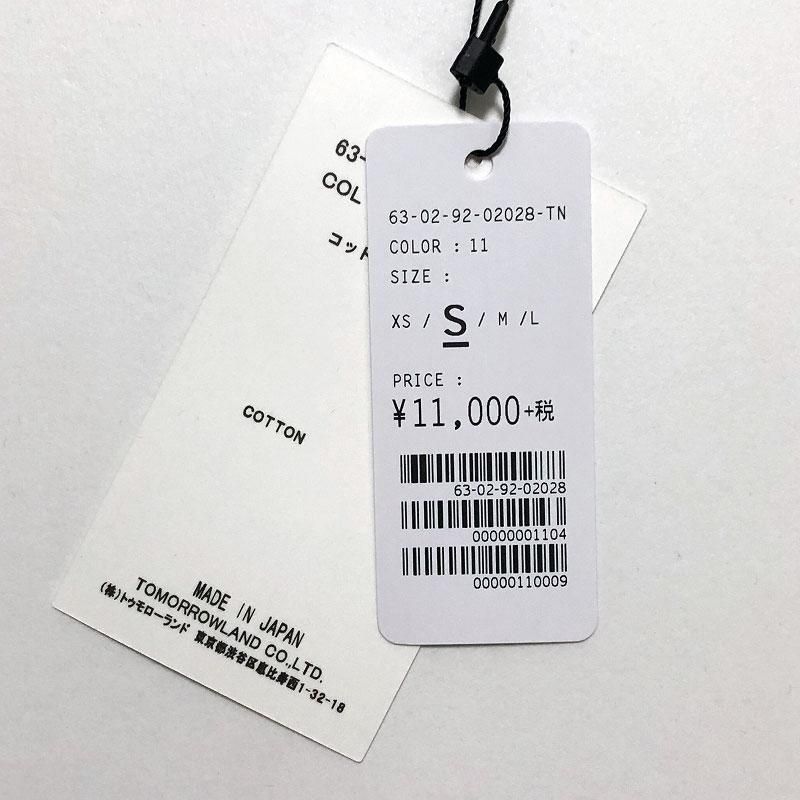 63-
COL
コット
COTTON
MADE IN JAPAN
TOMORROWLAND CO.,LTD.
(株)トゥモローランド 東京都渋谷区恵比寿西1-32-18
63-02-92-02028-TN
COLOR : 11
SIZE :
XS / S / M /L
PRICE :
¥11,000+税
63-02-92-02028
00000001104
00000110009